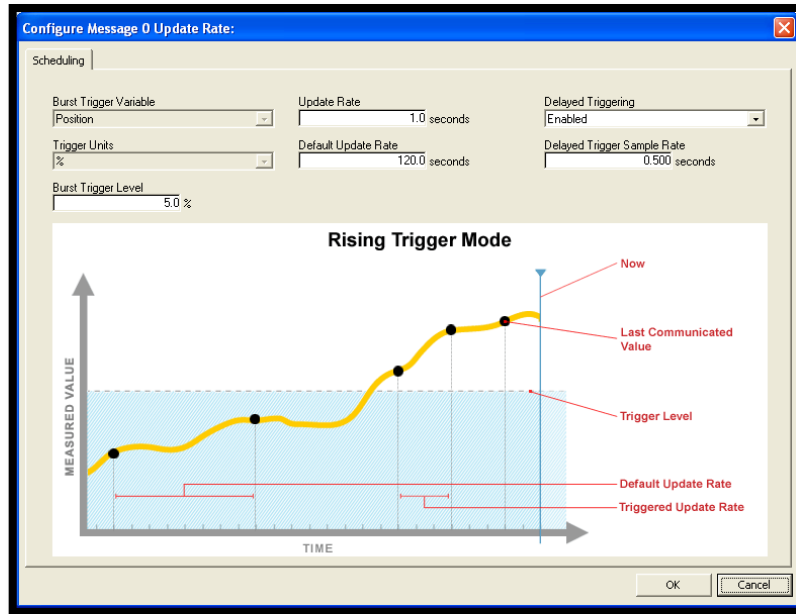 Configure Message 0 Update Rate:
Scheduling
Burst Trigger Variable
Position
Update Rate
1.0 seconds
Delayed Triggering
Enabled
Trigger Units
%
Default Update Rate
120.0 seconds
Delayed Trigger Sample Rate
0.500 seconds
Burst Trigger Level
5.0 %
Rising Trigger Mode
Now
Last Communicated
Value
Trigger Level
Default Update Rate
Triggered Update Rate
MEASURED VALUE
TIME
OK
Cancel